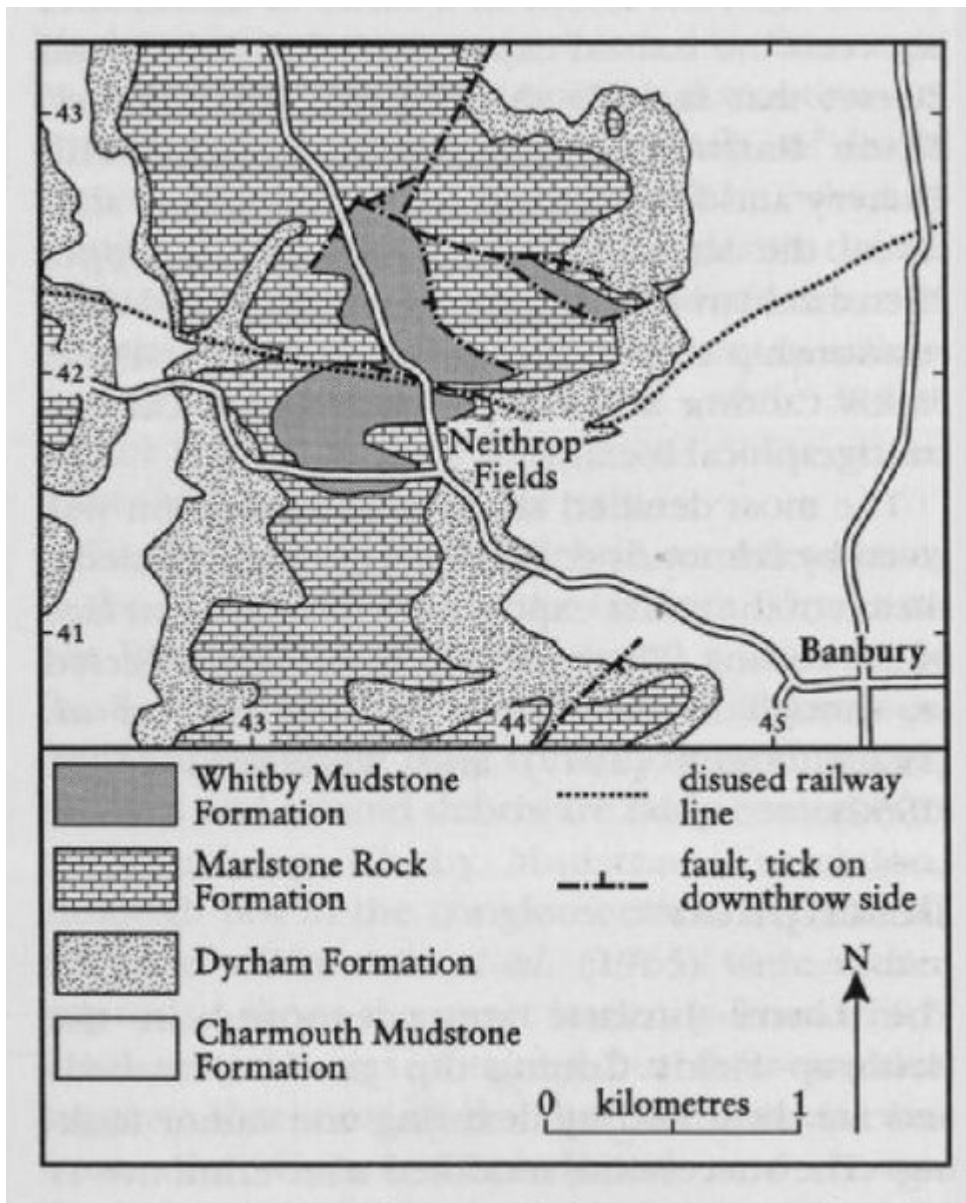 43
42
Neithrop
Fields
41
Banbury
43
44
45
Whitby Mudstone
Formation
disused railway
line
Marlstone Rock
Formation
fault, tick on
downthrow side
Dyrham Formation
N
Charmouth Mudstone
Formation
0 kilometres 1